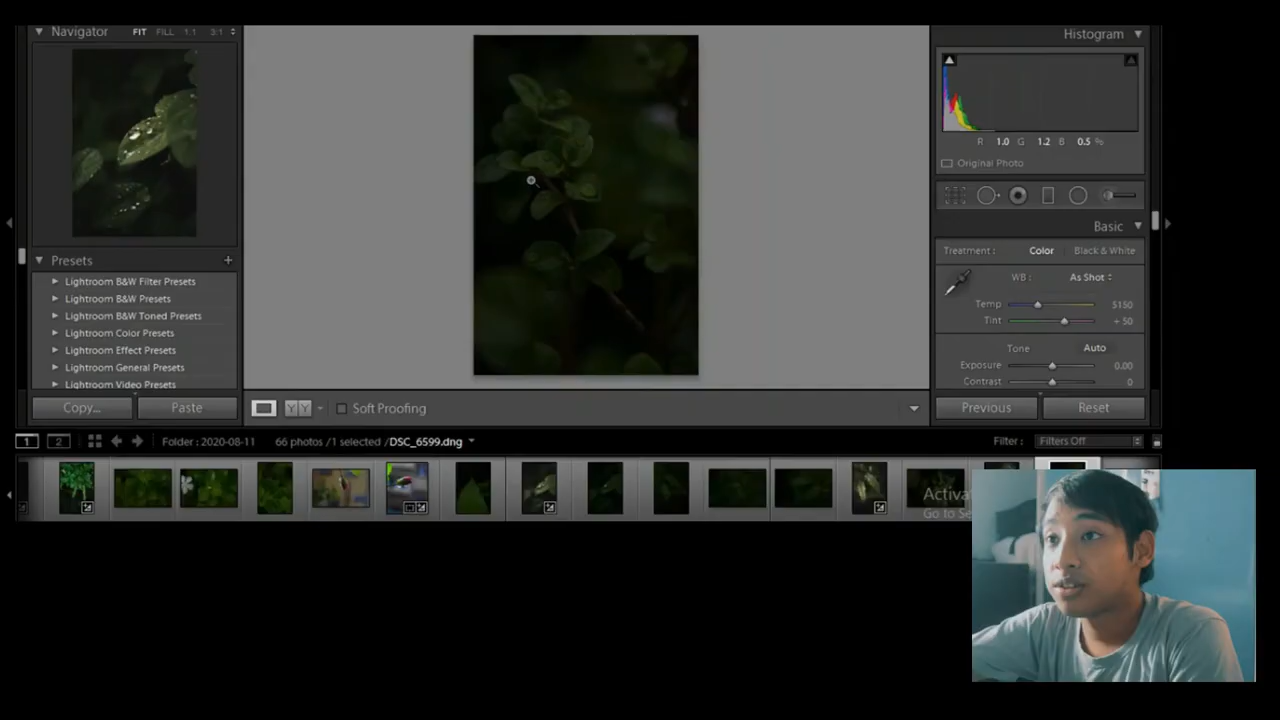 Navigator FIT FILL 1:1 3:1
Presets +
Lightroom B&W Filter Presets
Lightroom B&W Presets
Lightroom B&W Toned Presets
Lightroom Color Presets
Lightroom Effect Presets
Lightroom General Presets
Lightroom Video Presets
Copy... Paste
Soft Proofing
Histogram
R 1.0 G 1.2 B 0.5 %
Original Photo
Basic
Treatment: Color Black & White
WB: As Shot
Temp 5150
Tint + 50
Tone Auto
Exposure 0.00
Contrast 0
Previous Reset
1 2 Folder: 2020-08-11 66 photos /1 selected /DSC_6599.dng Filter: Filters Off
Activa
Go to Se